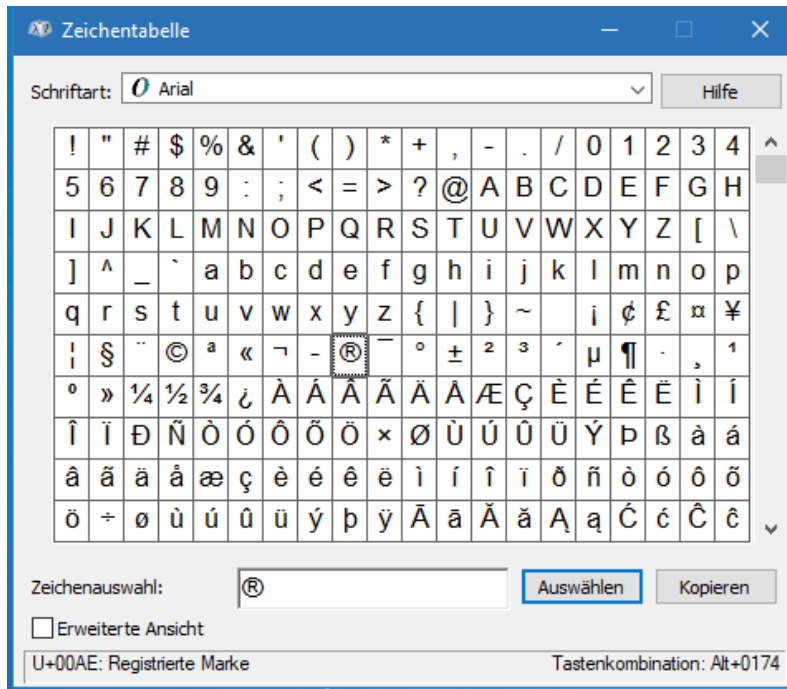 Zeichentabelle
Schriftart: O Arial Hilfe
! " # $ % & ' ( ) * + , - . / 0 1 2 3 4
5 6 7 8 9 : ; < = > ? @ A B C D E F G H
I J K L M N O P Q R S T U V W X Y Z [ \
] ^ _ ` a b c d e f g h i j k l m n o p
q r s t u v w x y z { | } ~ ¡ ¢ £ ¤ ¥
¦ § ¨ © ª « ¬ - ® ¯ ° ± ² ³ ´ µ ¶ · ¸ ¹
º » ¼ ½ ¾ ¿ À Á Â Ã Ä Å Æ Ç È É Ê Ë Ì Í
Î Ï Ð Ñ Ò Ó Ô Õ Ö × Ø Ù Ú Û Ü Ý Þ ß à á
â ã ä å æ ç è é ê ë ì í î ï ð ñ ò ó ô õ
ö ÷ ø ù ú û ü ý þ ÿ Ā ā Ă ă Ą ą Ć ć Ĉ ĉ
Zeichenauswahl: ® Auswählen Kopieren
Erweiterte Ansicht
U+00AE: Registrierte Marke Tastenkombination: Alt+0174